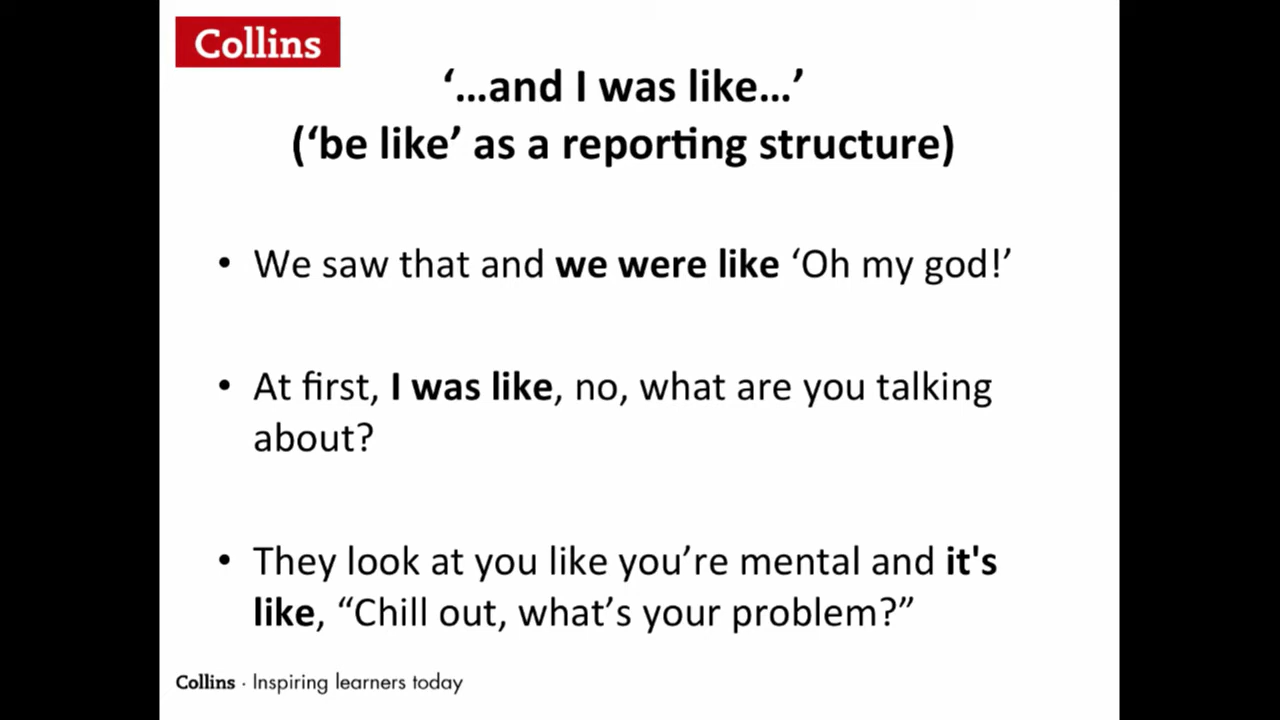 Collins
‘…and I was like…’
(‘be like’ as a reporting structure)
• We saw that and we were like ‘Oh my god!’
• At first, I was like, no, what are you talking
about?
• They look at you like you’re mental and it's
like, “Chill out, what’s your problem?”
Collins · Inspiring learners today